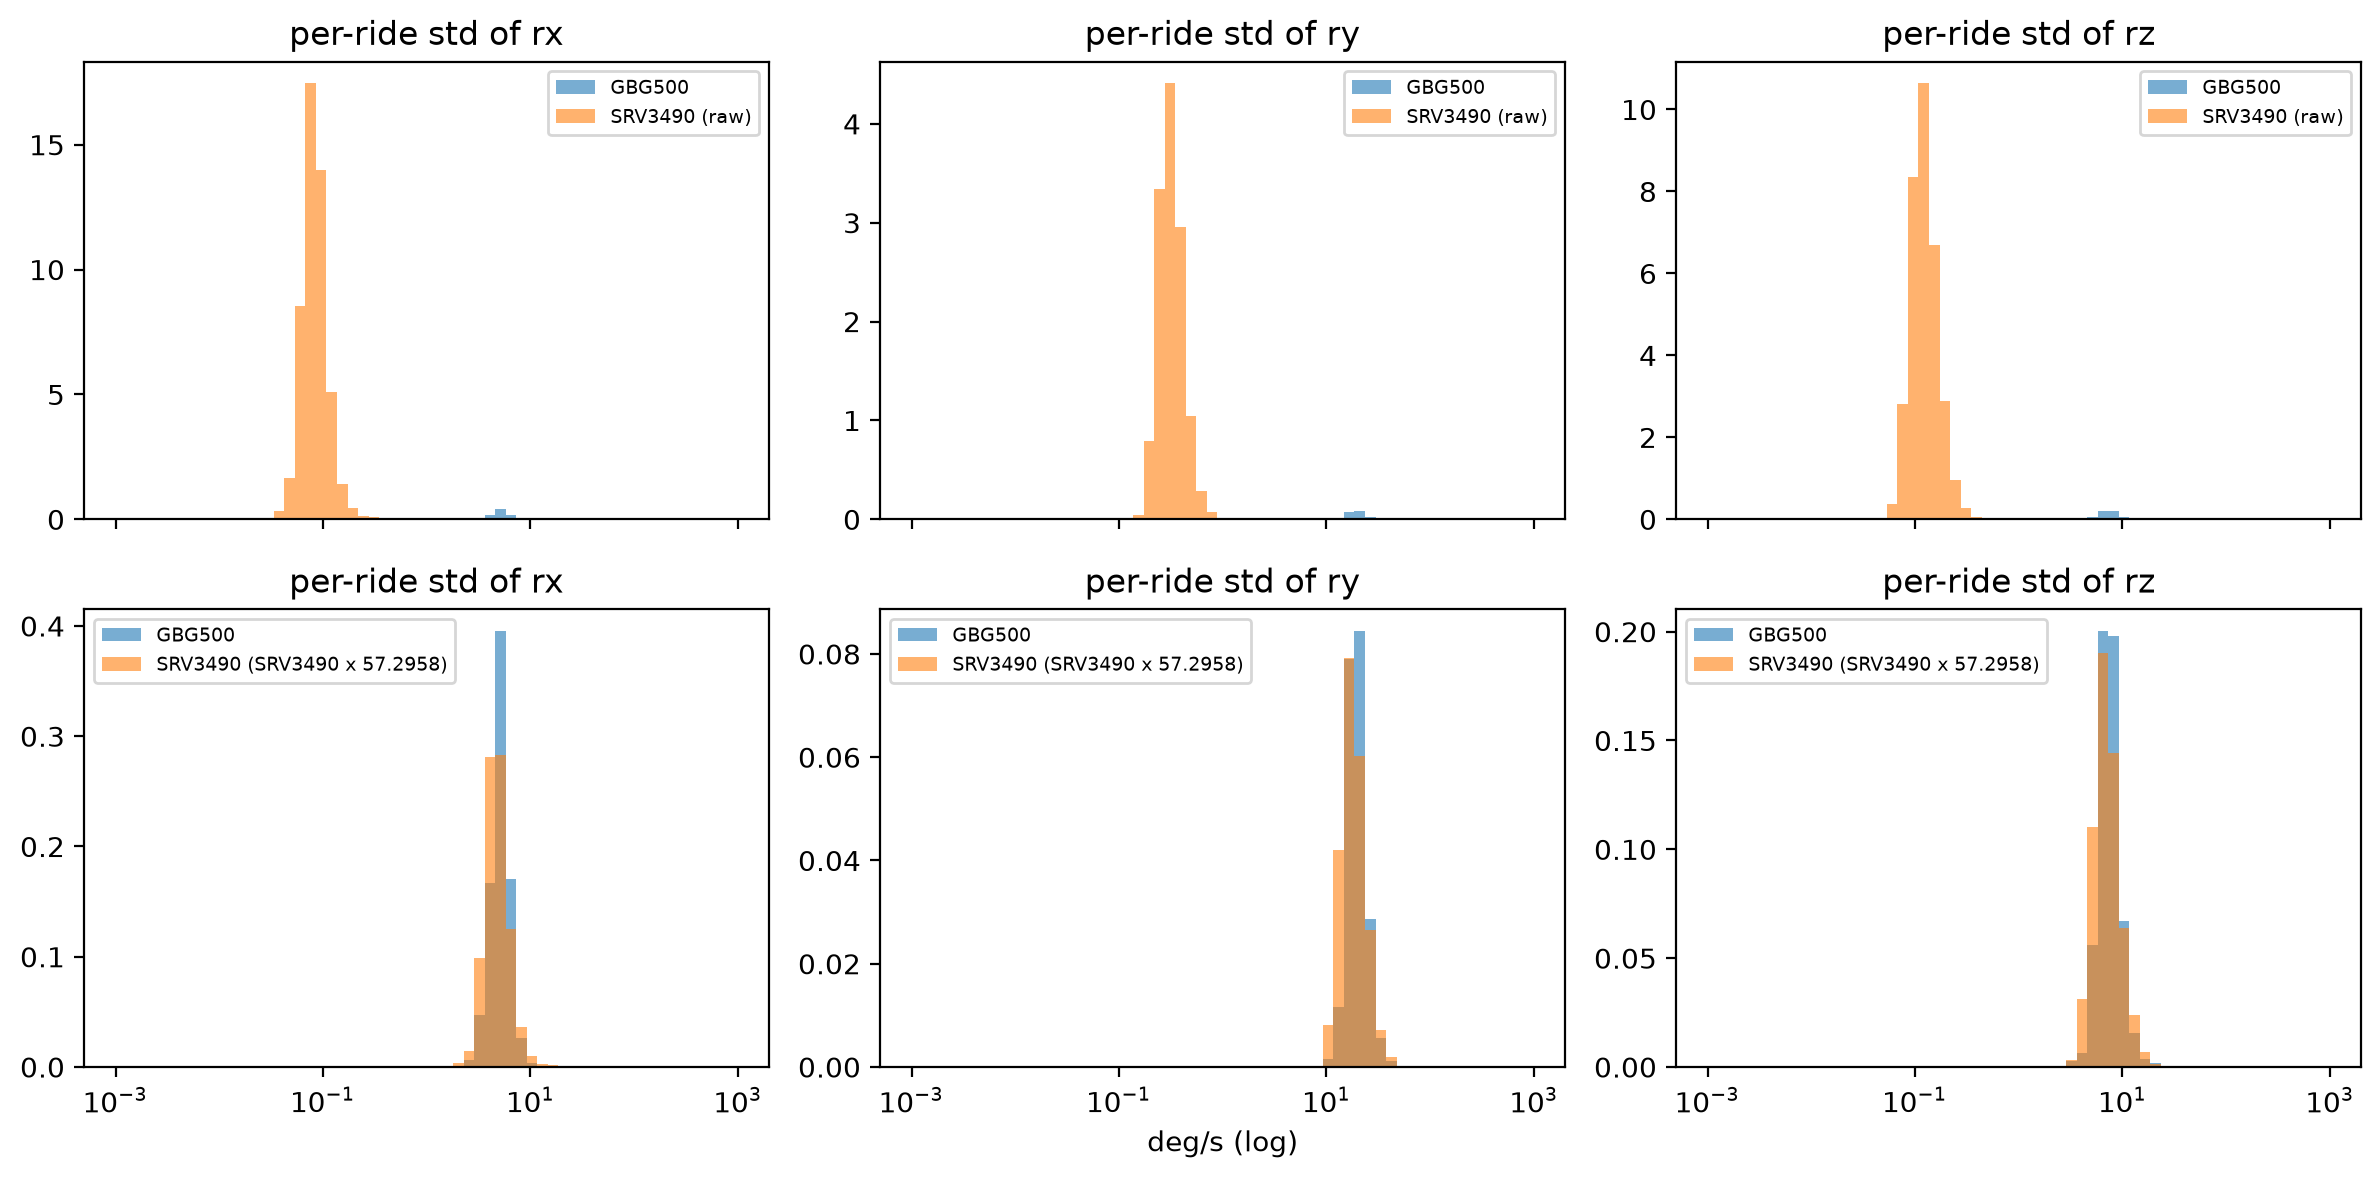 per-ride std of rx
15
10
5
0
GBG500
SRV3490 (raw)
per-ride std of ry
4
3
2
1
0
GBG500
SRV3490 (raw)
per-ride std of rz
10
8
6
4
2
0
GBG500
SRV3490 (raw)
per-ride std of rx
0.4
0.3
0.2
0.1
0.0
GBG500
SRV3490 (SRV3490 x 57.2958)
10⁻³ 10⁻¹ 10¹ 10³
per-ride std of ry
0.08
0.06
0.04
0.02
0.00
GBG500
SRV3490 (SRV3490 x 57.2958)
10⁻³ 10⁻¹ 10¹ 10³
deg/s (log)
per-ride std of rz
0.20
0.15
0.10
0.05
0.00
GBG500
SRV3490 (SRV3490 x 57.2958)
10⁻³ 10⁻¹ 10¹ 10³